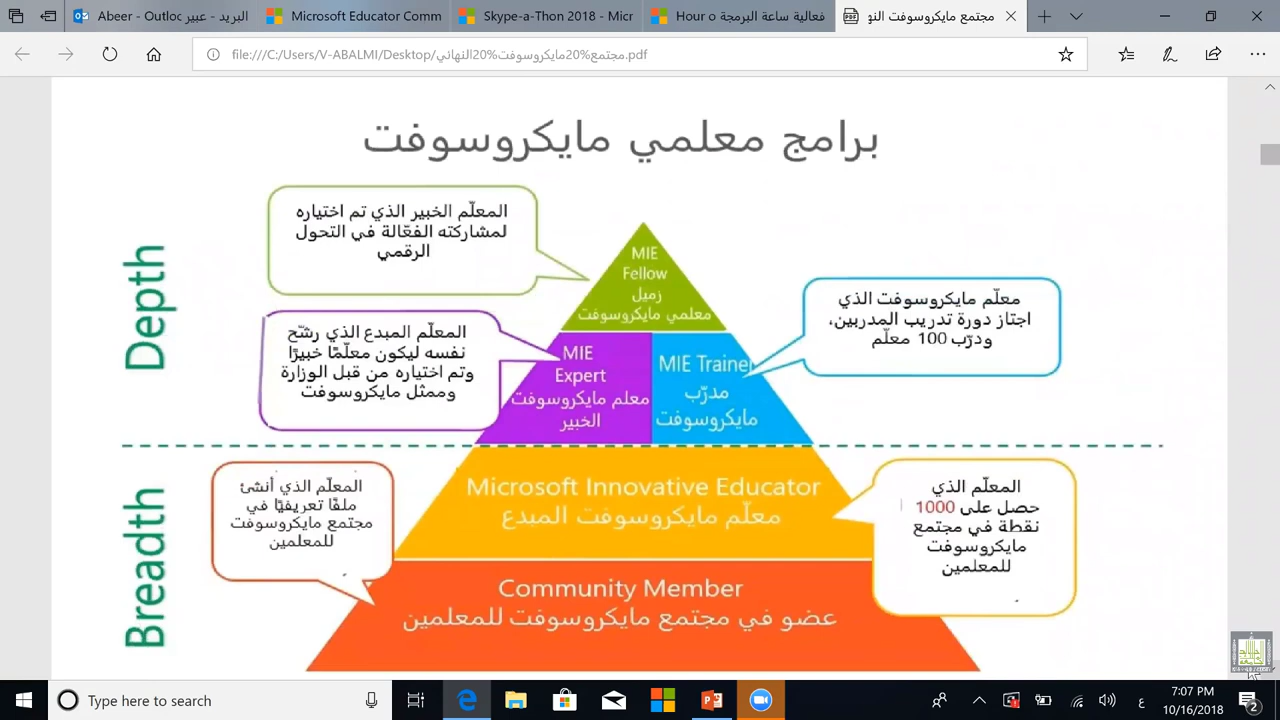 البريد - عبير - Abeer - Outloc
Microsoft Educator Comm
Skype-a-Thon 2018 - Micr
فعالية ساعة البرمجة Hour o
مجتمع مايكروسوفت النو
file:///C:/Users/V-ABALMI/Desktop/مجتمع%20مايكروسوفت%20النهائي.pdf
برامج معلمي مايكروسوفت
المعلّم الخبير الذي تم اختياره
لمشاركته الفعّالة في التحول
الرقمي
Depth
MIE
Fellow
زميل
معلمي مايكروسوفت
معلّم مايكروسوفت الذي
اجتاز دورة تدريب المدربين،
ودرّب 100 معلّم
المعلّم المبدع الذي رشّح
نفسه ليكون معلّمًا خبيرًا
وتم اختياره من قبل الوزارة
وممثل مايكروسوفت
MIE
Expert
معلم مايكروسوفت
الخبير
MIE Trainer
مدرّب
مايكروسوفت
Breadth
المعلّم الذي أنشئ
ملفًا تعريفيًا في
مجتمع مايكروسوفت
للمعلمين
Microsoft Innovative Educator
معلّم مايكروسوفت المبدع
المعلّم الذي
حصل على 1000
نقطة في مجتمع
مايكروسوفت
للمعلمين
Community Member
عضو في مجتمع مايكروسوفت للمعلمين
Type here to search
ع
7:07 PM
10/16/2018
2